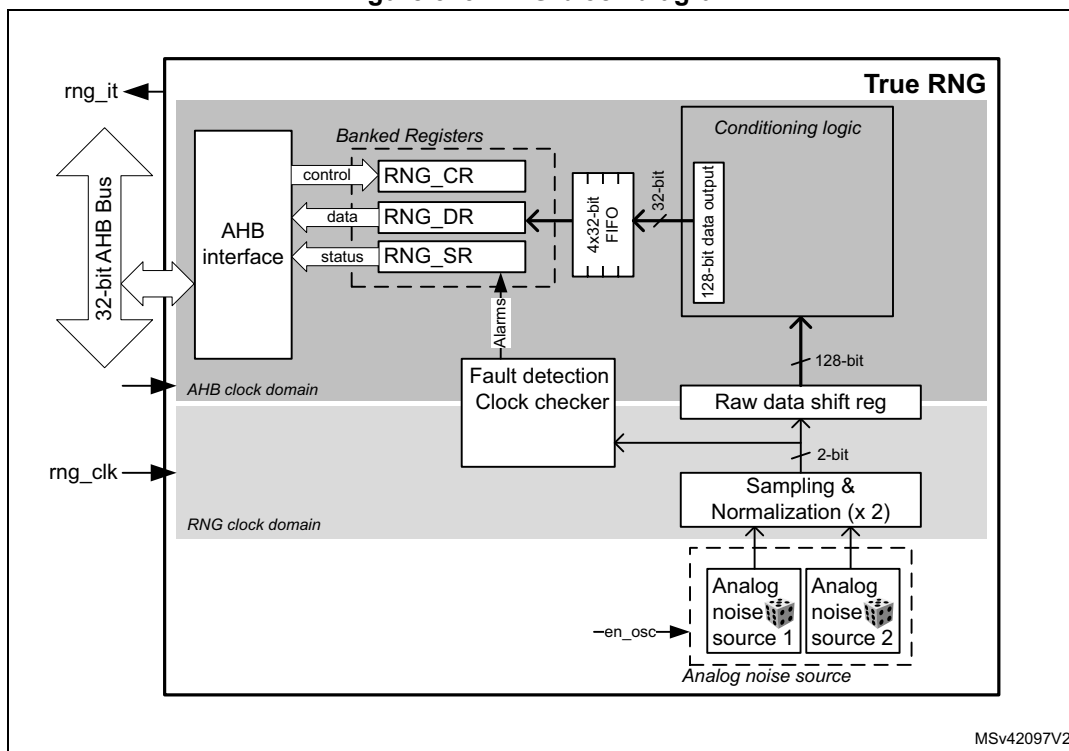 True RNG
rng_it
32-bit AHB Bus
AHB
interface
control
data
status
Banked Registers
RNG_CR
RNG_DR
RNG_SR
4x32-bit
FIFO
32-bit
Conditioning logic
128-bit data output
Alarms
128-bit
Fault detection
Clock checker
Raw data shift reg
AHB clock domain
2-bit
rng_clk
Sampling &
Normalization (x 2)
RNG clock domain
Analog
noise
source 1
Analog
noise
source 2
en_osc
Analog noise source
MSv42097V2